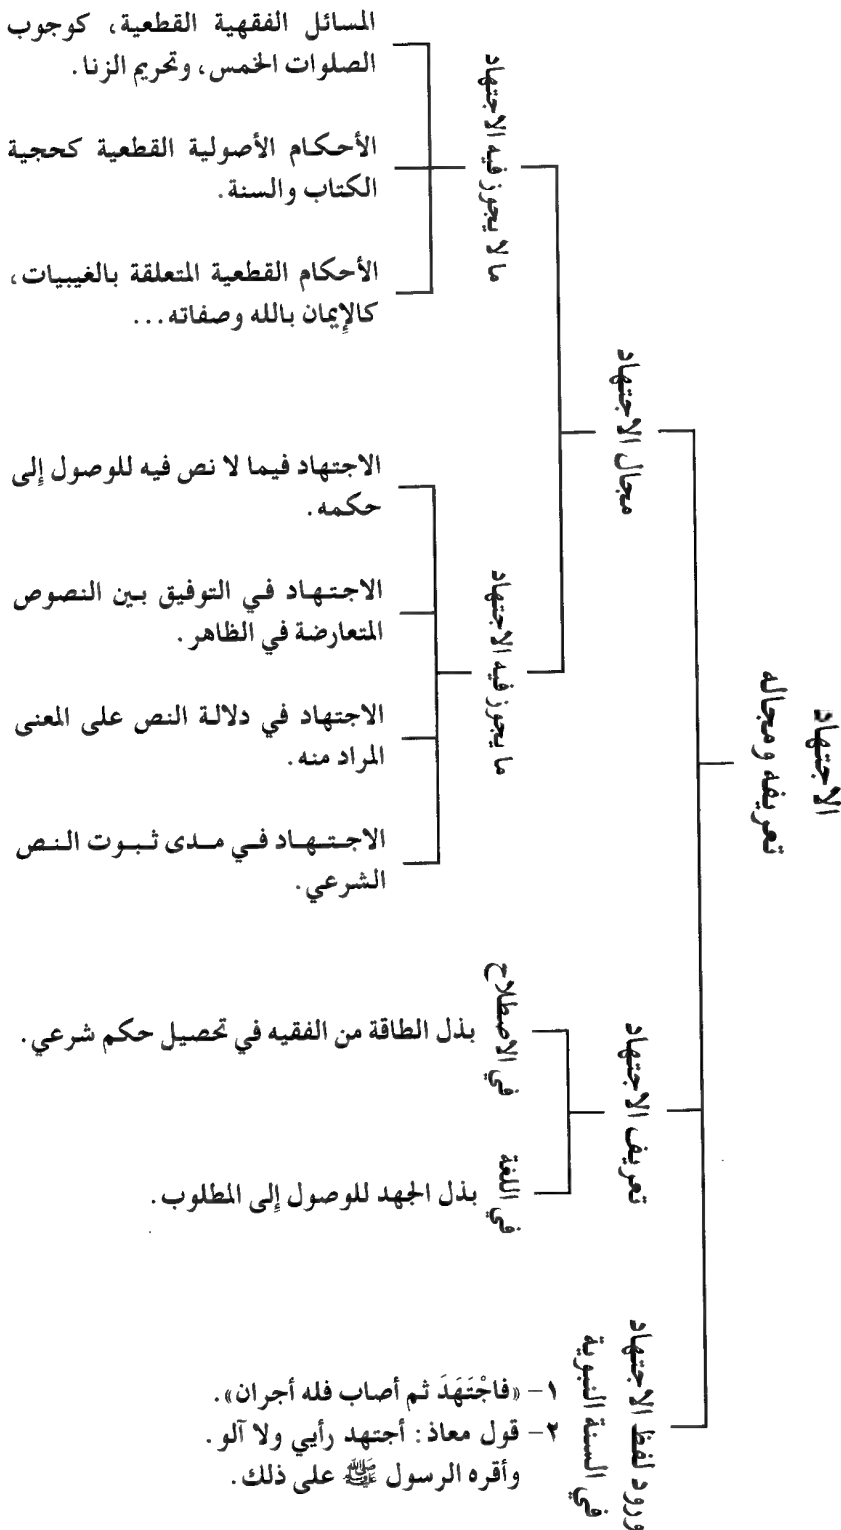 الاجتهاد
تعريفه ومجاله
ورود لفظ الاجتهاد
في السنة النبوية
١- «فاجْتَهَدَ ثم أصاب فله أجران».
٢- قول معاذ: أجتهد رأيي ولا آلو.
وأقره الرسول ﷺ على ذلك.
تعريف الاجتهاد
في اللغة
بذل الجهد للوصول إِلى المطلوب.
في الاصطلاح
بذل الطاقة من الفقيه في تحصيل حكم شرعي.
مجال الاجتهاد
ما يجوز فيه الاجتهاد
الاجتهاد فيما لا نص فيه للوصول إِلى
حكمه.
الاجتهاد في التوفيق بين النصوص
المتعارضة في الظاهر.
الاجتهاد في دلالة النص على المعنى
المراد منه.
الاجتهاد في مدى ثبوت النص
الشرعي.
ما لا يجوز فيه الاجتهاد
المسائل الفقهية القطعية، كوجوب
الصلوات الخمس، وتحريم الزنا.
الأحكام الأصولية القطعية كحجية
الكتاب والسنة.
الأحكام القطعية المتعلقة بالغيبيات،
كالإِيمان بالله وصفاته...